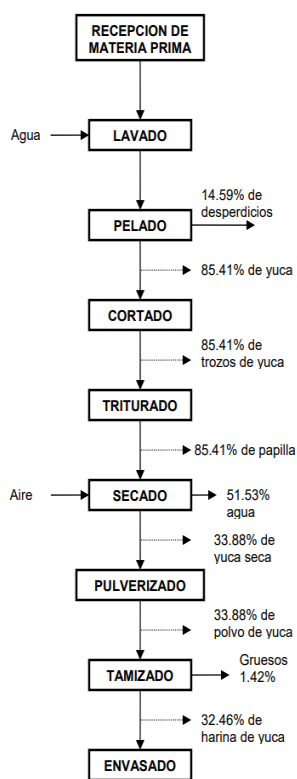 RECEPCION DE
MATERIA PRIMA
Agua
LAVADO
14.59% de
desperdicios
PELADO
85.41% de yuca
CORTADO
85.41% de
trozos de yuca
TRITURADO
85.41% de papilla
Aire
SECADO
51.53%
agua
33.88% de
yuca seca
PULVERIZADO
33.88% de
polvo de yuca
Gruesos
1.42%
TAMIZADO
32.46% de
harina de yuca
ENVASADO